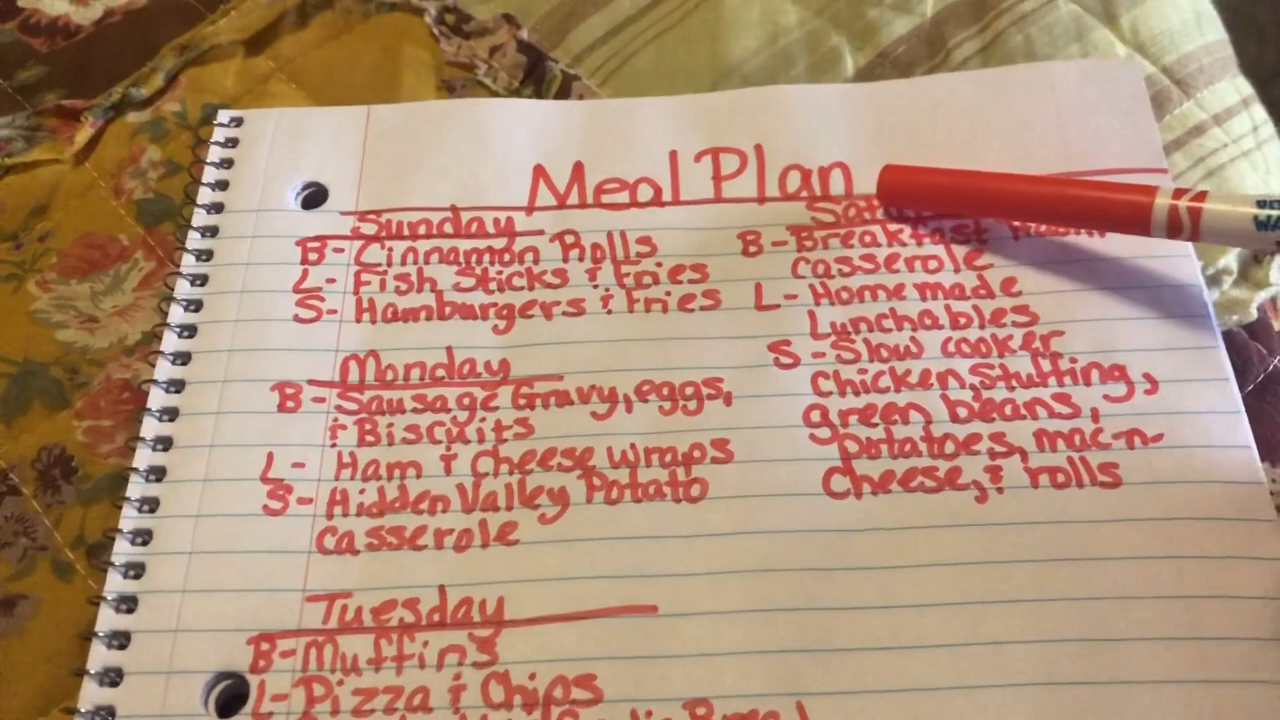 Meal Plan
Sunday
B- Cinnamon Rolls
L- Fish Sticks & fries
S- Hamburgers & fries
Monday
B- Sausage Gravy, eggs,
& Biscuits
L- Ham & cheese wraps
S- Hidden Valley Potato
casserole
Tuesday
B- Muffins
L- Pizza & Chips
Bread
B- Breakfast
casserole
L- Homemade
Lunchables
S- Slow cooker
chicken, Stuffing,
green beans,
potatoes, mac-n-
cheese, & rolls